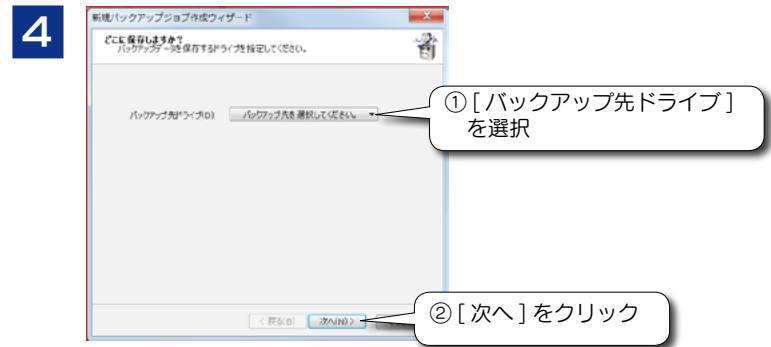 4
新規バックアップジョブ作成ウィザード
どこに保存しますか?
バックアップデータを保存するドライブを指定してください。
バックアップ先ドライブ(D):
バックアップ先を選択してください。
①[バックアップ先ドライブ]
を選択
< 戻る(B)
次へ(N) >
②[次へ]をクリック